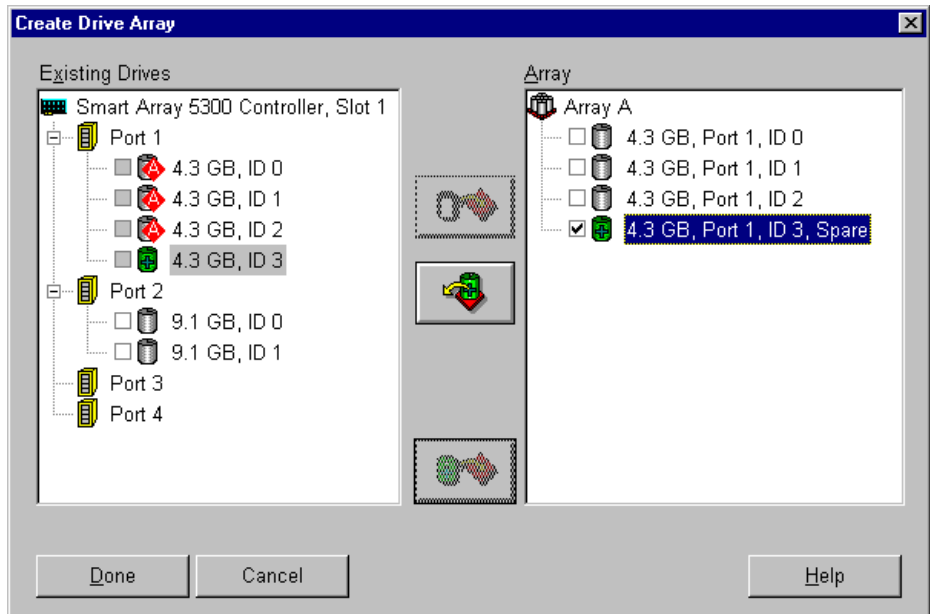 Create Drive Array
Existing Drives
Smart Array 5300 Controller, Slot 1
Port 1
4.3 GB, ID 0
4.3 GB, ID 1
4.3 GB, ID 2
4.3 GB, ID 3
Port 2
9.1 GB, ID 0
9.1 GB, ID 1
Port 3
Port 4
Array
Array A
4.3 GB, Port 1, ID 0
4.3 GB, Port 1, ID 1
4.3 GB, Port 1, ID 2
4.3 GB, Port 1, ID 3, Spare
Done
Cancel
Help